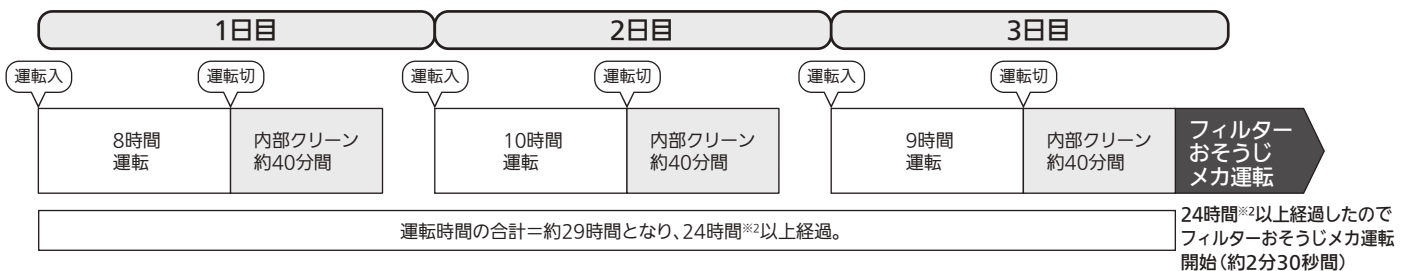 1日目
2日目
3日目
運転入
運転切
運転入
運転切
運転入
運転切
8時間
運転
内部クリーン
約40分間
10時間
運転
内部クリーン
約40分間
9時間
運転
内部クリーン
約40分間
フィルター
おそうじ
メカ運転
運転時間の合計＝約29時間となり、24時間※2以上経過。
24時間※2以上経過したので
フィルターおそうじメカ運転
開始（約2分30秒間）